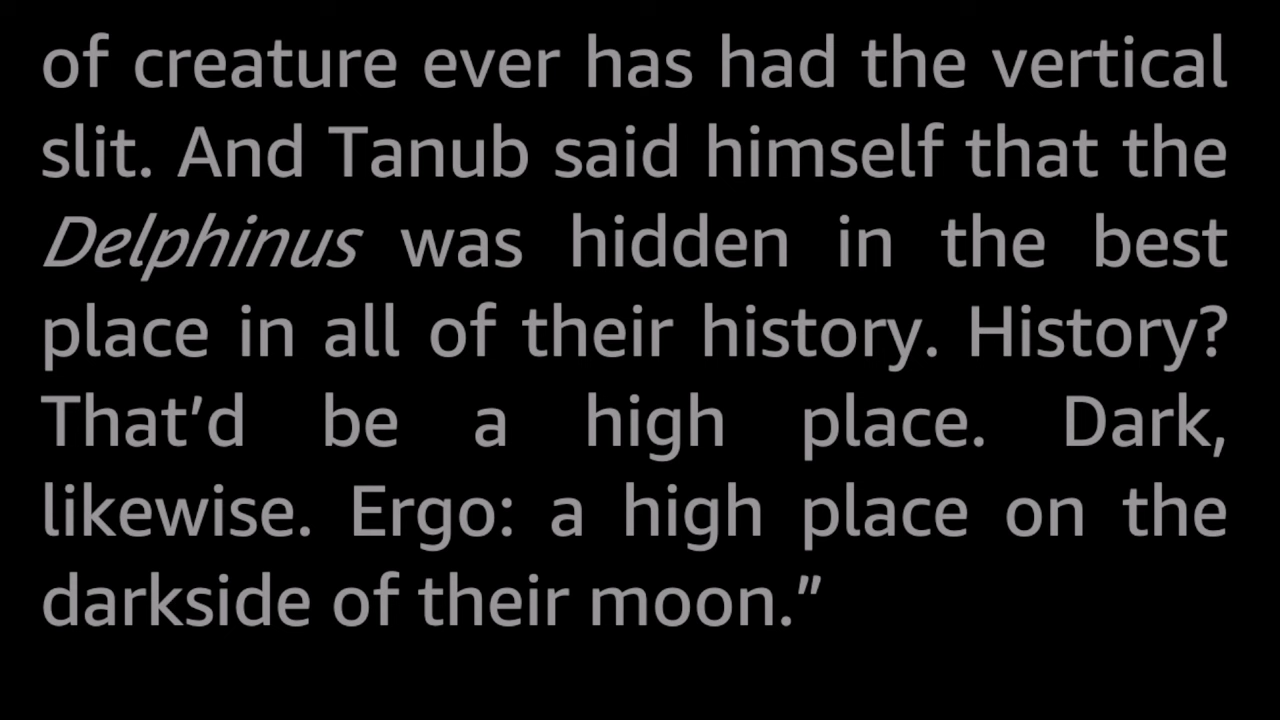 of creature ever has had the vertical
slit. And Tanub said himself that the
Delphinus was hidden in the best
place in all of their history. History?
That’d be a high place. Dark,
likewise. Ergo: a high place on the
darkside of their moon.”